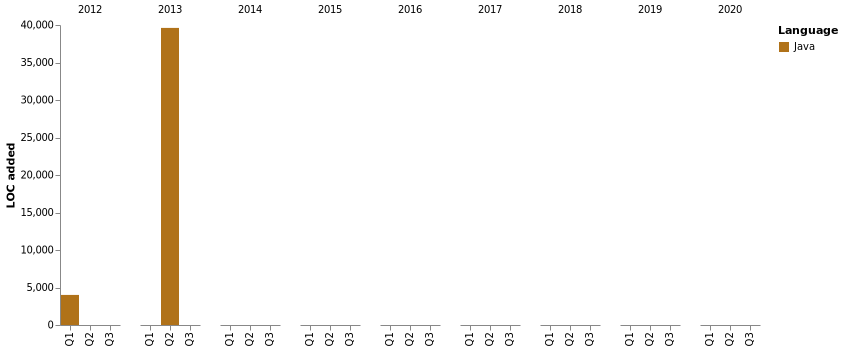 2012 2013 2014 2015 2016 2017 2018 2019 2020
Language
Java
LOC added
40,000
35,000
30,000
25,000
20,000
15,000
10,000
5,000
0
Q1 Q2 Q3 Q1 Q2 Q3 Q1 Q2 Q3 Q1 Q2 Q3 Q1 Q2 Q3 Q1 Q2 Q3 Q1 Q2 Q3 Q1 Q2 Q3 Q1 Q2 Q3